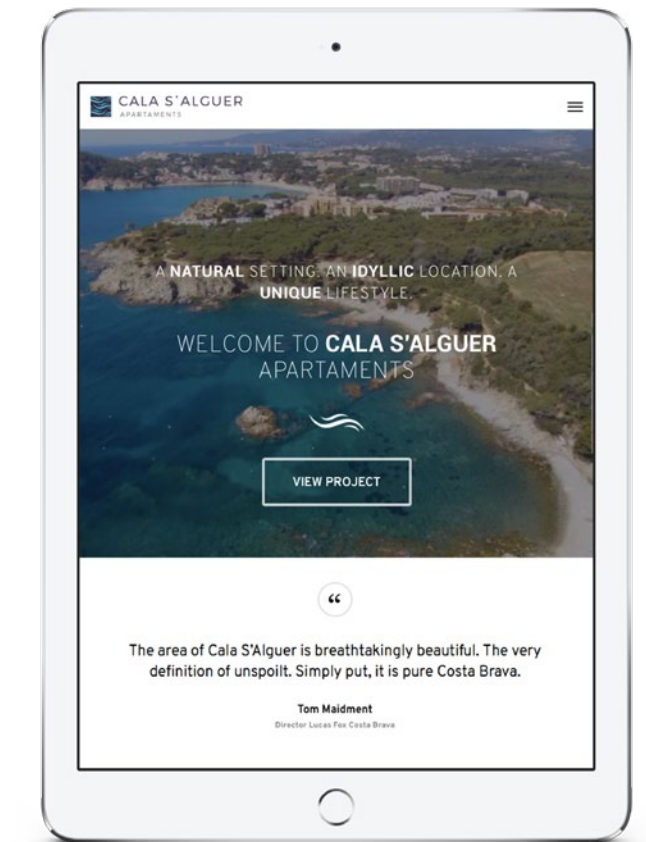 CALA S'ALGUER
APARTAMENTS
A NATURAL SETTING. AN IDYLLIC LOCATION. A
UNIQUE LIFESTYLE.
WELCOME TO CALA S'ALGUER
APARTAMENTS
VIEW PROJECT
“
The area of Cala S'Alguer is breathtakingly beautiful. The very
definition of unspoilt. Simply put, it is pure Costa Brava.
Tom Maidment
Director Lucas Fox Costa Brava